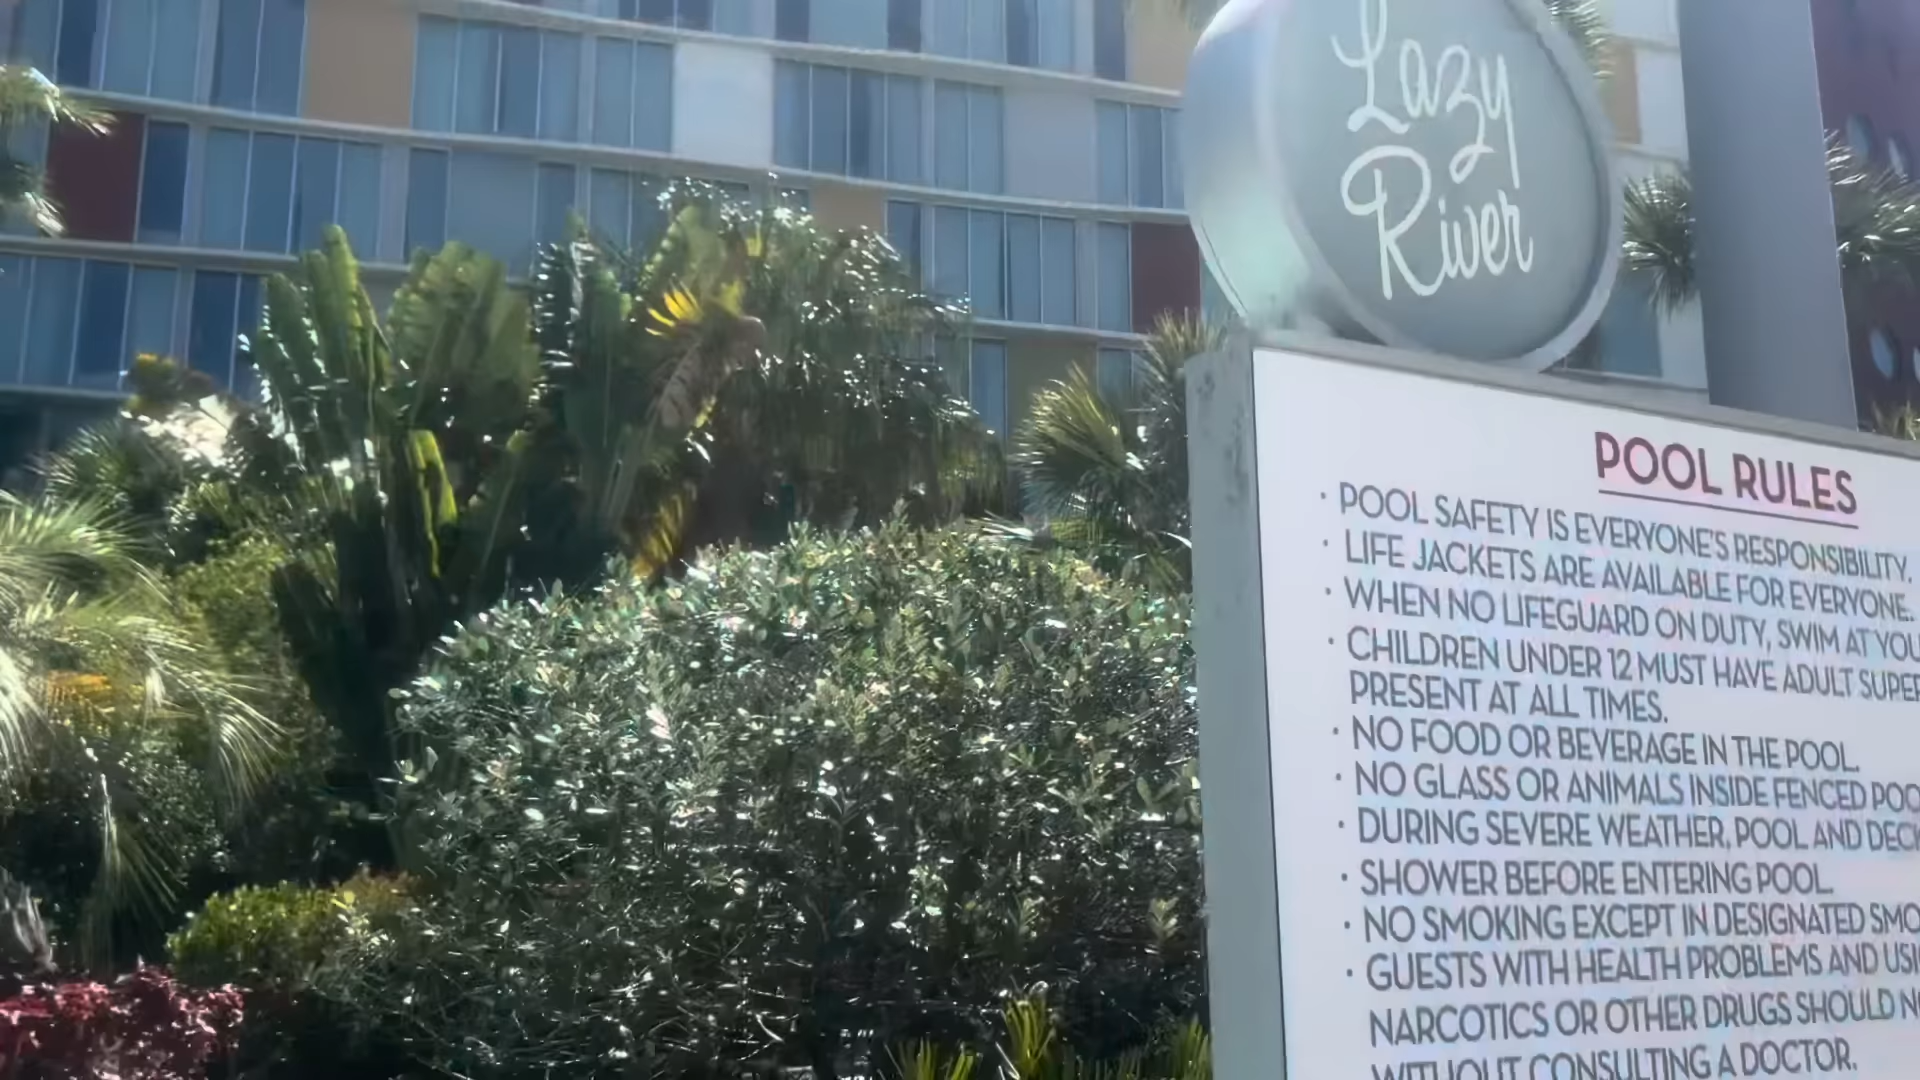 Lazy
River
POOL RULES
· POOL SAFETY IS EVERYONE'S RESPONSIBILITY.
· LIFE JACKETS ARE AVAILABLE FOR EVERYONE.
· WHEN NO LIFEGUARD ON DUTY, SWIM AT
· CHILDREN UNDER 12 MUST HAVE ADULT
PRESENT AT ALL TIMES.
· NO FOOD OR BEVERAGE IN THE POOL.
· NO GLASS OR ANIMALS INSIDE FENCED
· DURING SEVERE WEATHER, POOL AND
· SHOWER BEFORE ENTERING POOL.
· NO SMOKING EXCEPT IN DESIGNATED
· GUESTS WITH HEALTH PROBLEMS AND
NARCOTICS OR OTHER DRUGS SHOULD
WITHOUT CONSULTING A DOCTOR.